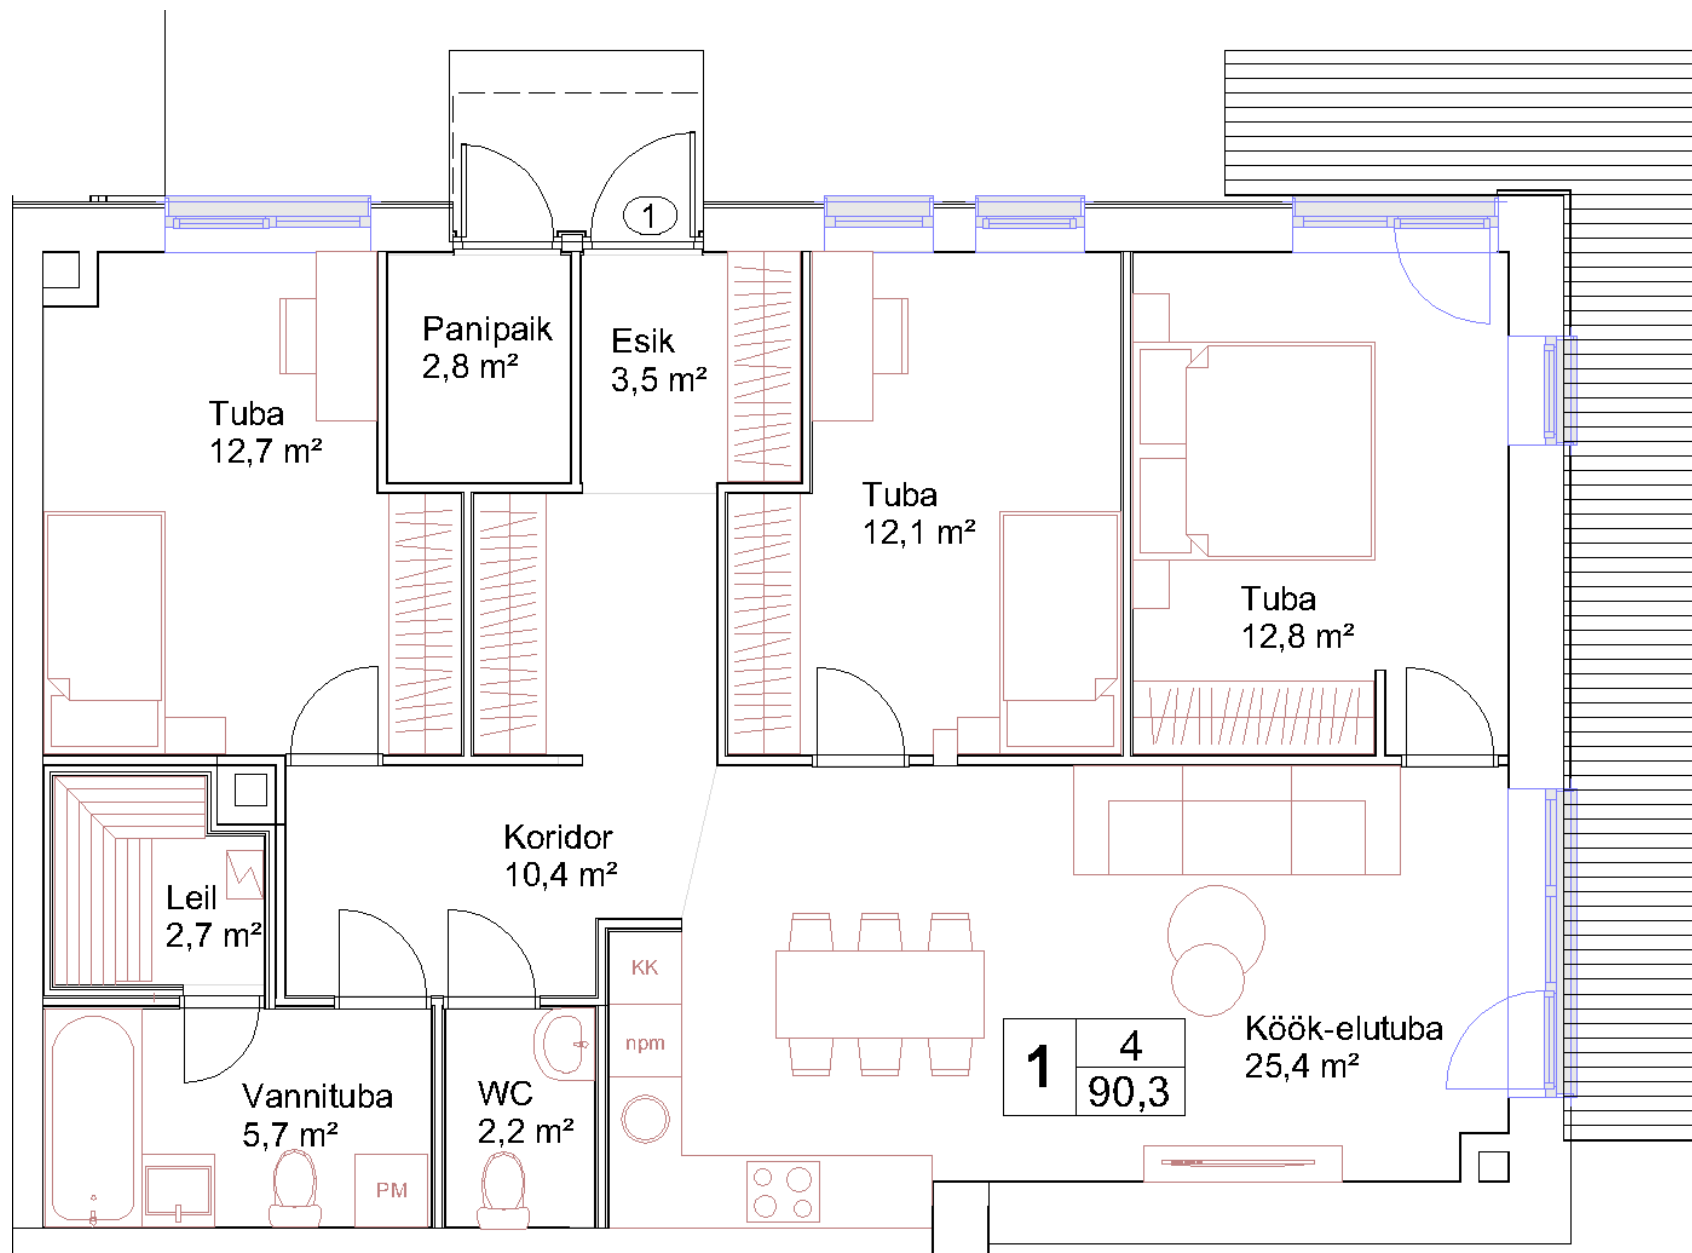 1
Panipaik
2,8 m²
Esik
3,5 m²
Tuba
12,7 m²
Tuba
12,1 m²
Tuba
12,8 m²
Koridor
10,4 m²
Leil
2,7 m²
KK
npm
Köök-elutuba
25,4 m²
1
4
90,3
Vannituba
5,7 m²
WC
2,2 m²
PM